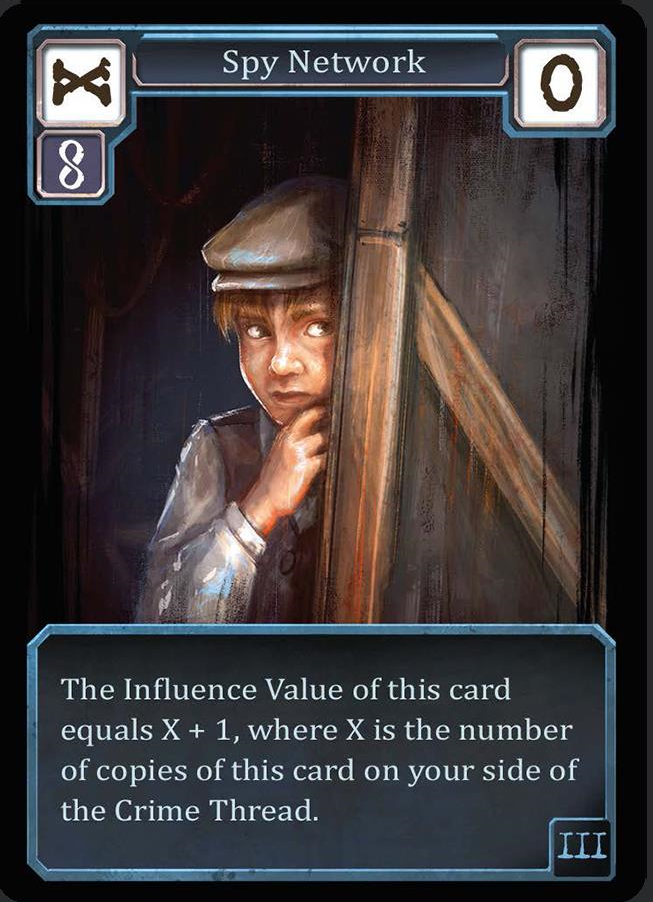 Spy Network
X
0
8
The Influence Value of this card
equals X + 1, where X is the number
of copies of this card on your side of
the Crime Thread.
III